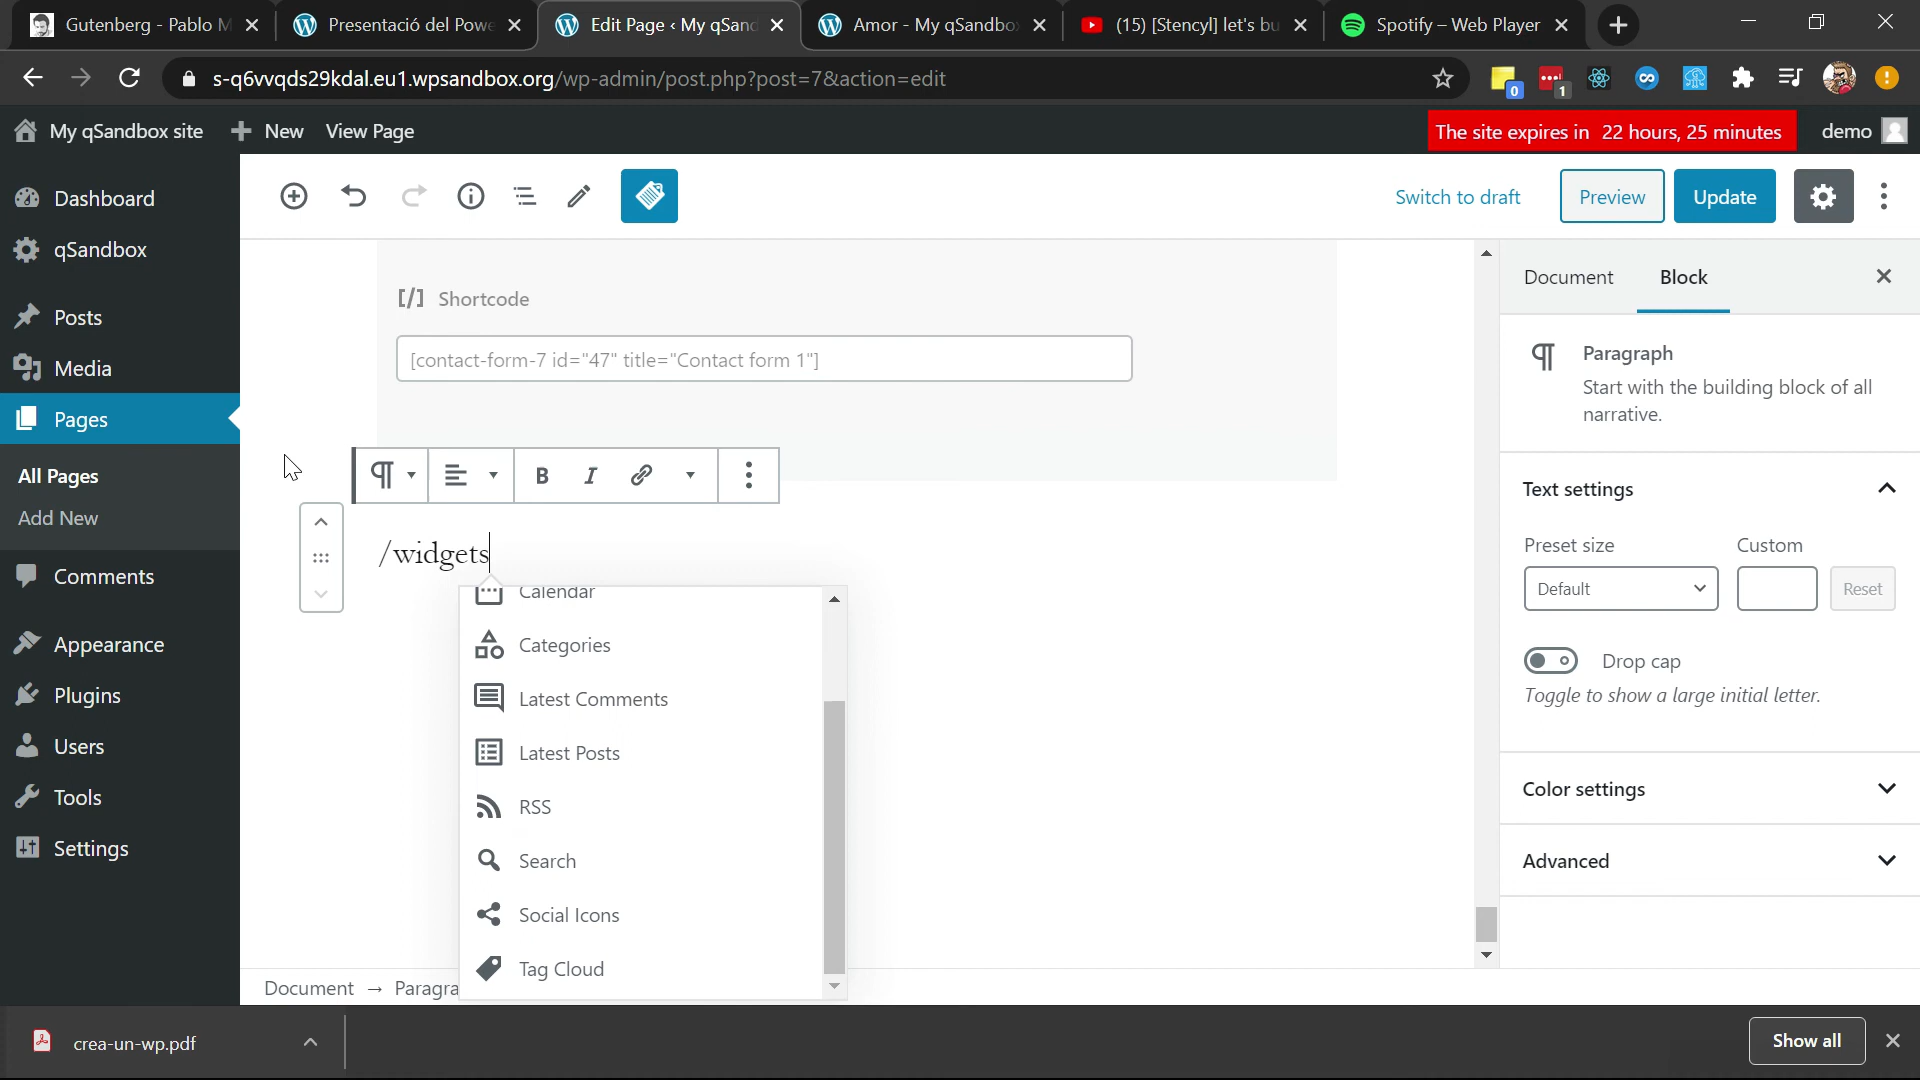 Gutenberg - Pablo M
Presentació del Powe
Edit Page ‹ My qSand
Amor - My qSandbo
(15) [Stencyl] let's bu
Spotify – Web Player
s-q6vvqds29kdal.eu1.wpsandbox.org/wp-admin/post.php?post=7&action=edit
0
1
My qSandbox site
New
View Page
The site expires in 22 hours, 25 minutes
demo
Dashboard
qSandbox
Posts
Media
Pages
All Pages
Add New
Comments
Appearance
Plugins
Users
Tools
Settings
Switch to draft
Preview
Update
[/] Shortcode
[contact-form-7 id="47" title="Contact form 1"]
B I
/widgets
Calendar
Categories
Latest Comments
Latest Posts
RSS
Search
Social Icons
Tag Cloud
Document → Paragra
Document
Block
Paragraph
Start with the building block of all
narrative.
Text settings
Preset size
Custom
Default
Reset
Drop cap
Toggle to show a large initial letter.
Color settings
Advanced
crea-un-wp.pdf
Show all